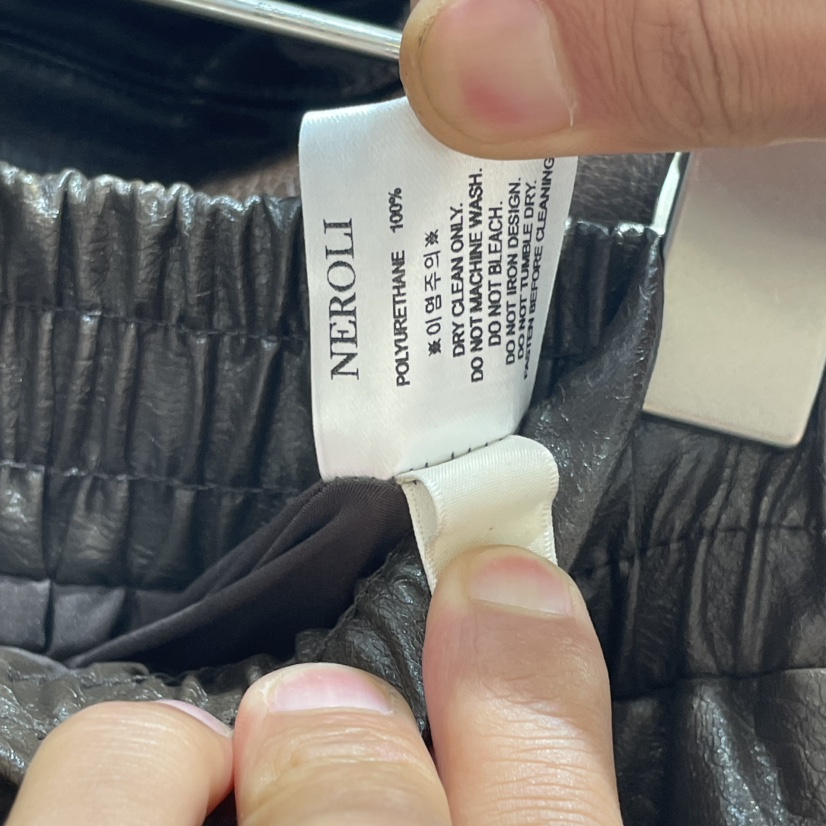 NEROLI
POLYURETHANE 100%
※이염주의※
DRY CLEAN ONLY.
DO NOT MACHINE WASH.
DO NOT BLEACH.
DO NOT IRON DESIGN.
DO NOT TUMBLE DRY.
FASTEN BEFORE CLEANING